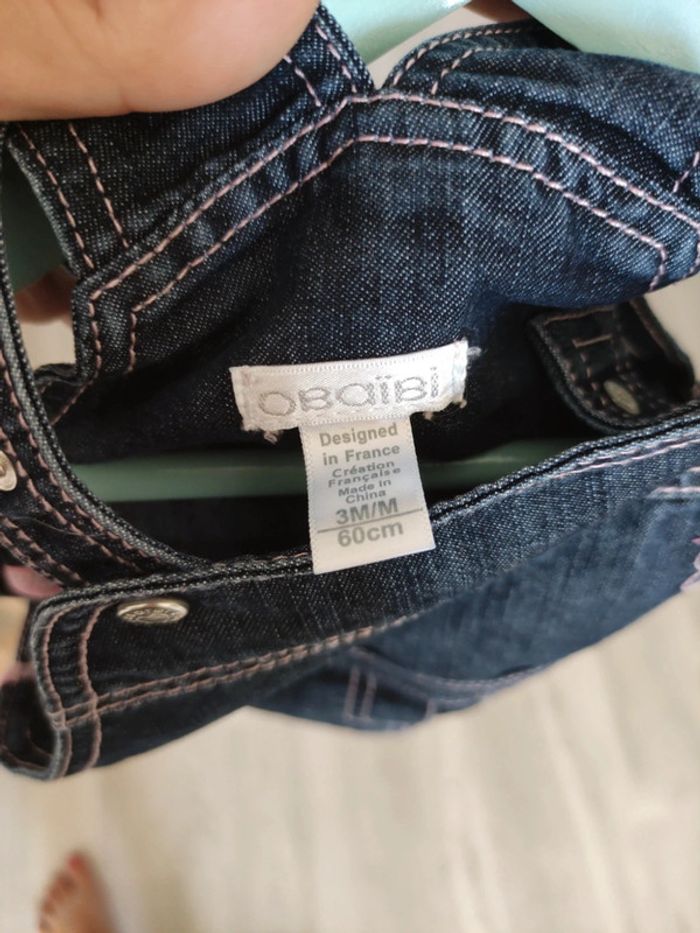 OBaïBi
Designed
in France
Création
Française
Made in
China
3M/M
60cm